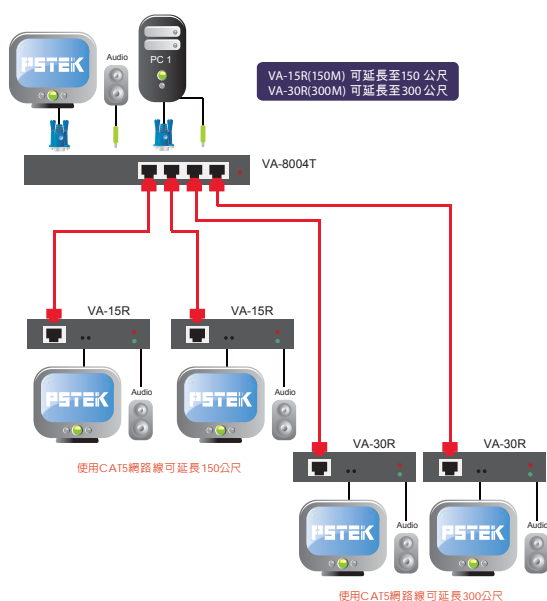 PSTEK
Audio
PC 1
VA-15R(150M) 可延長至150 公尺
VA-30R(300M) 可延長至300 公尺
VA-8004T
VA-15R
VA-15R
PSTEK
Audio
PSTEK
Audio
使用CAT5網路線可延長150公尺
VA-30R
VA-30R
PSTEK
Audio
PSTEK
Audio
使用CAT5網路線可延長300公尺